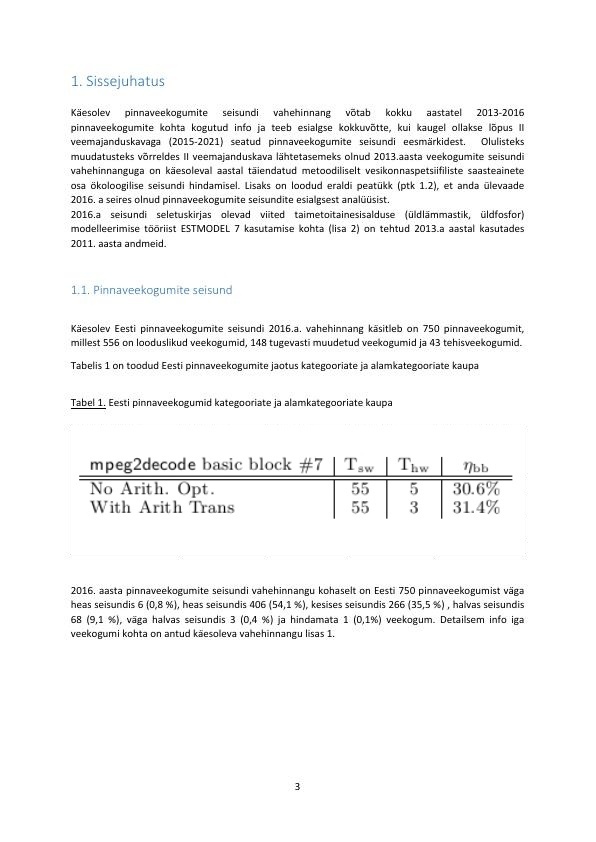 1. Sissejuhatus
Käesolev pinnaveekogumite seisundi vahehinnang võtab kokku aastatel 2013-2016
pinnaveekogumite kohta kogutud info ja teeb esialgse kokkuvõtte, kui kaugel ollakse lõpus II
veemajanduskavaga (2015-2021) seatud pinnaveekogumite seisundi eesmärkidest. Olulisteks
muudatusteks võrreldes II veemajanduskava lähtetasemeks olnud 2013.aasta veekogumite seisundi
vahehinnanguga on käesoleval aastal täiendatud metoodiliselt vesikonnaspetsiifiliste saasteainete
osa ökoloogilise seisundi hindamisel. Lisaks on loodud eraldi peatükk (ptk 1.2), et anda ülevaade
2016. a seires olnud pinnaveekogumite seisundite esialgsest analüüsist.
2016.a seisundi seletuskirjas olevad viited taimetoitainesisalduse (üldlämmastik, üldfosfor)
modelleerimise tööriist ESTMODEL 7 kasutamise kohta (lisa 2) on tehtud 2013.a aastal kasutades
2011. aasta andmeid.
1.1. Pinnaveekogumite seisund
Käesolev Eesti pinnaveekogumite seisundi 2016.a. vahehinnang käsitleb on 750 pinnaveekogumit,
millest 556 on looduslikud veekogumid, 148 tugevasti muudetud veekogumid ja 43 tehisveekogumid.
Tabelis 1 on toodud Eesti pinnaveekogumite jaotus kategooriate ja alamkategooriate kaupa
Tabel 1. Eesti pinnaveekogumid kategooriate ja alamkategooriate kaupa
mpeg2decode basic block #7 | T_sw | T_hw | η_bb
No Arith. Opt. | 55 | 5 | 30.6%
With Arith Trans | 55 | 3 | 31.4%
2016. aasta pinnaveekogumite seisundi vahehinnangu kohaselt on Eesti 750 pinnaveekogumist väga
heas seisundis 6 (0,8 %), heas seisundis 406 (54,1 %), kesises seisundis 266 (35,5 %) , halvas seisundis
68 (9,1 %), väga halvas seisundis 3 (0,4 %) ja hindamata 1 (0,1%) veekogum. Detailsem info iga
veekogumi kohta on antud käesoleva vahehinnangu lisas 1.
3